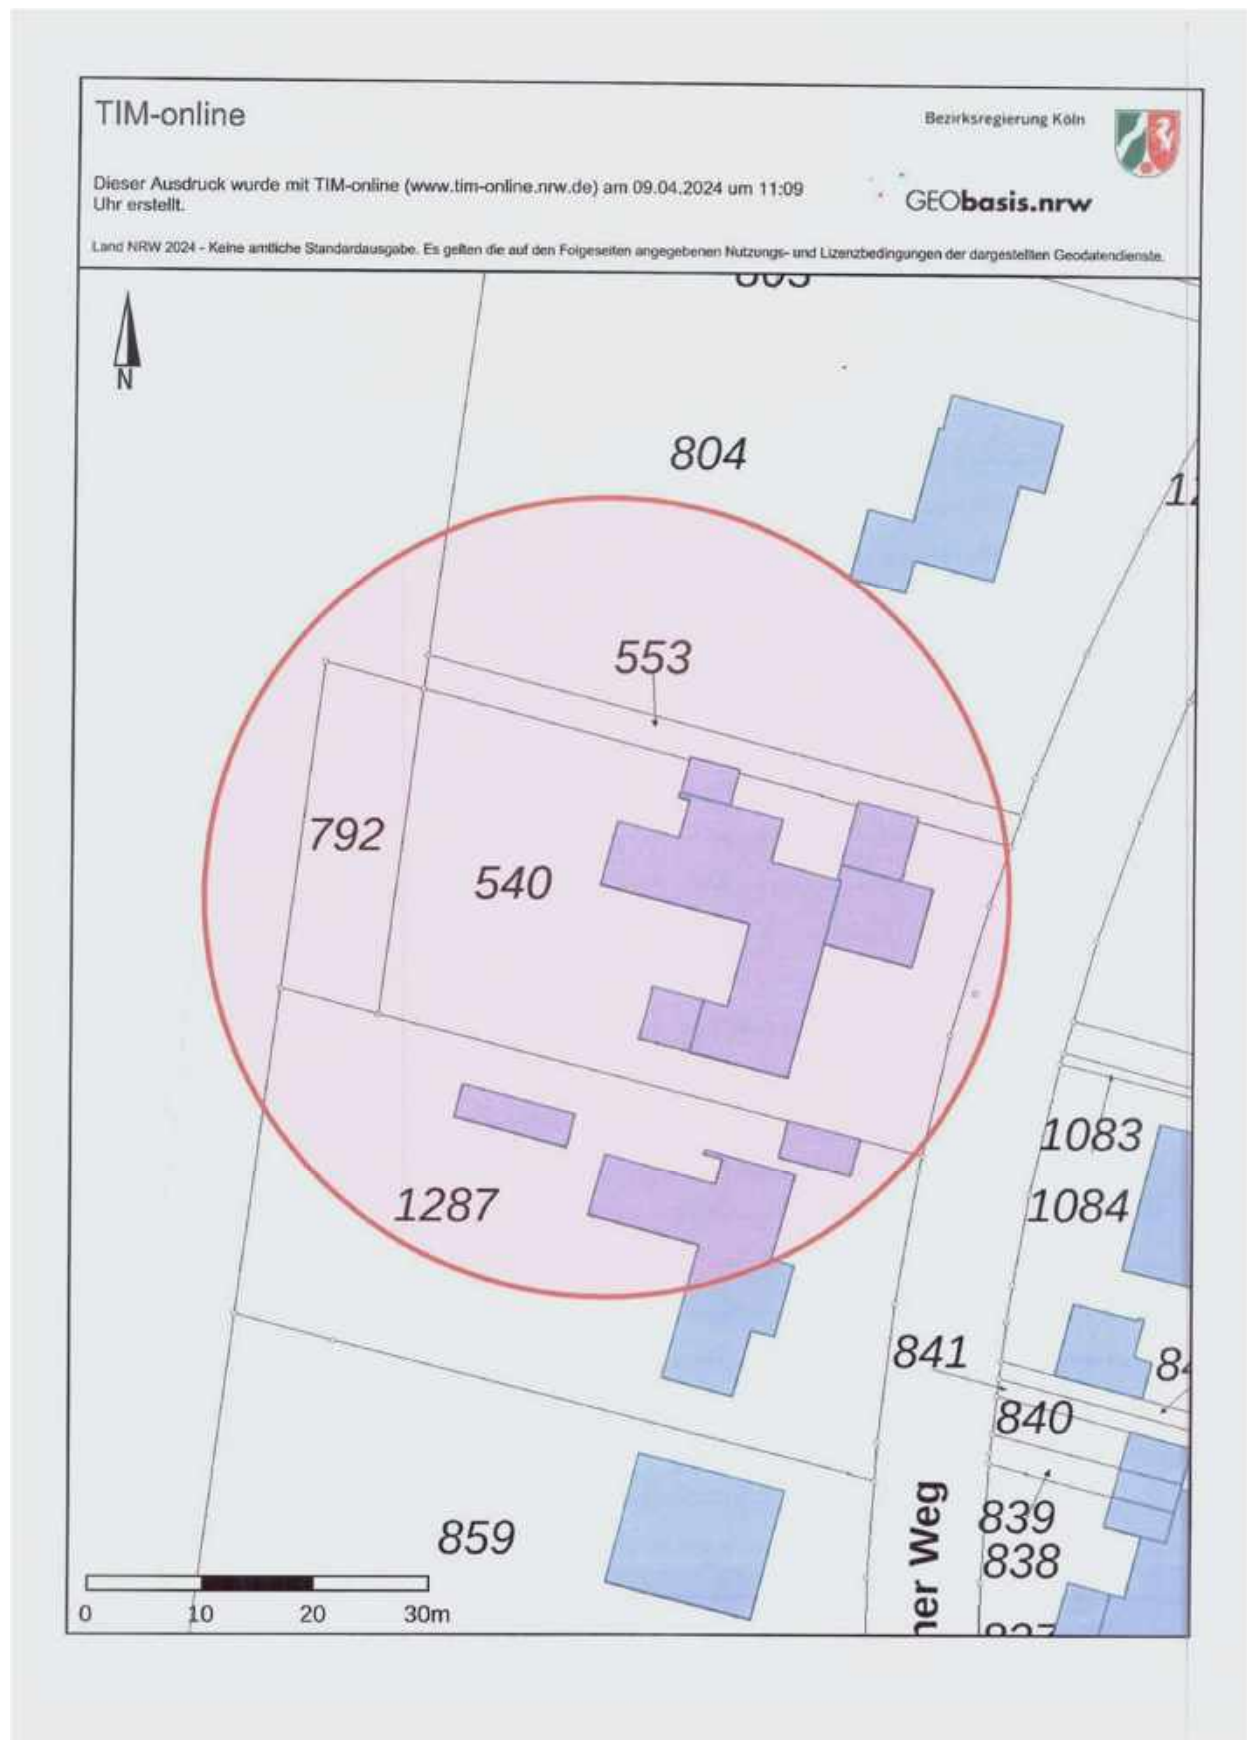 TIM-online
Bezirksregierung Köln
Dieser Ausdruck wurde mit TIM-online (www.tim-online.nrw.de) am 09.04.2024 um 11:09
Uhr erstellt.
GEObasis.nrw
Land NRW 2024 - Keine amtliche Standardausgabe. Es gelten die auf den Folgeseiten angegebenen Nutzungs- und Lizenzbedingungen der dargestellten Geodatendienste.
N
804
553
792
540
1083
1084
1287
841
840
839
838
859
ner Weg
0 10 20 30m